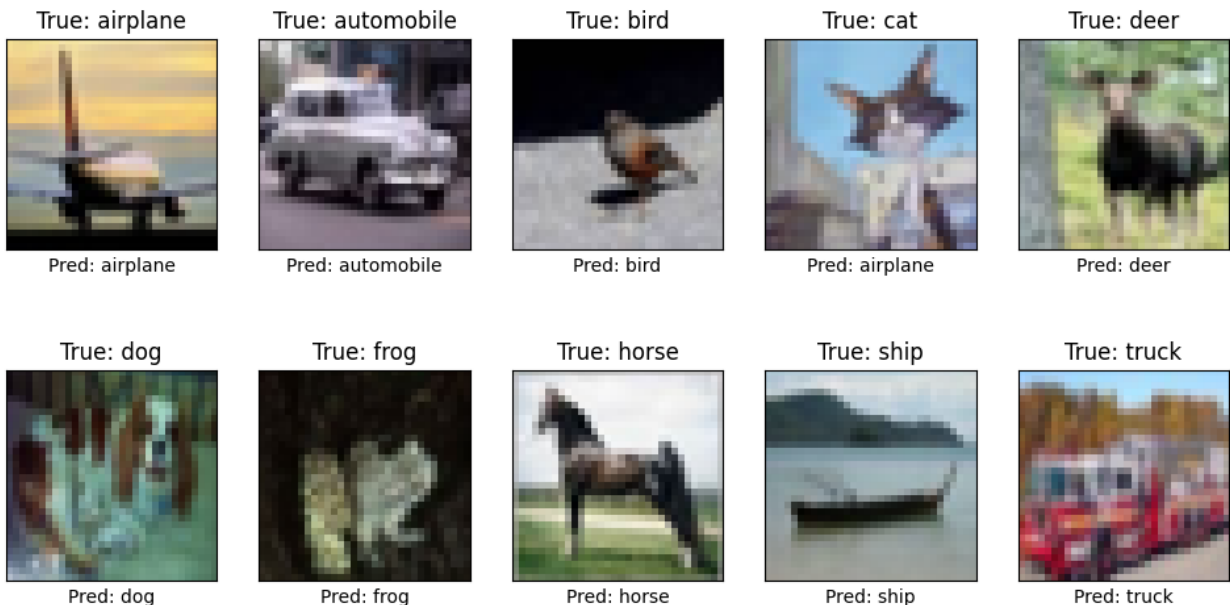 True: airplane
True: automobile
True: bird
True: cat
True: deer
Pred: airplane
Pred: automobile
Pred: bird
Pred: airplane
Pred: deer
True: dog
True: frog
True: horse
True: ship
True: truck
Pred: dog
Pred: frog
Pred: horse
Pred: ship
Pred: truck